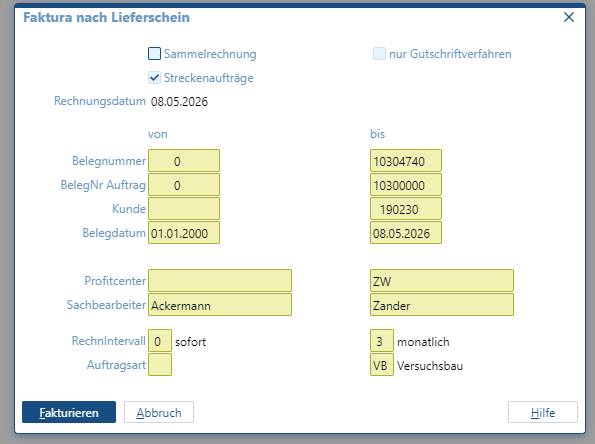 Faktura nach Lieferschein
Sammelrechnung nur Gutschriftverfahren
Streckenaufträge
Rechnungsdatum 08.05.2026
von bis
Belegnummer 0 10304740
BelegNr Auftrag 0 10300000
Kunde 190230
Belegdatum 01.01.2000 08.05.2026
Profitcenter ZW
Sachbearbeiter Ackermann Zander
RechnIntervall 0 sofort 3 monatlich
Auftragsart VB Versuchsbau
Fakturieren Abbruch Hilfe